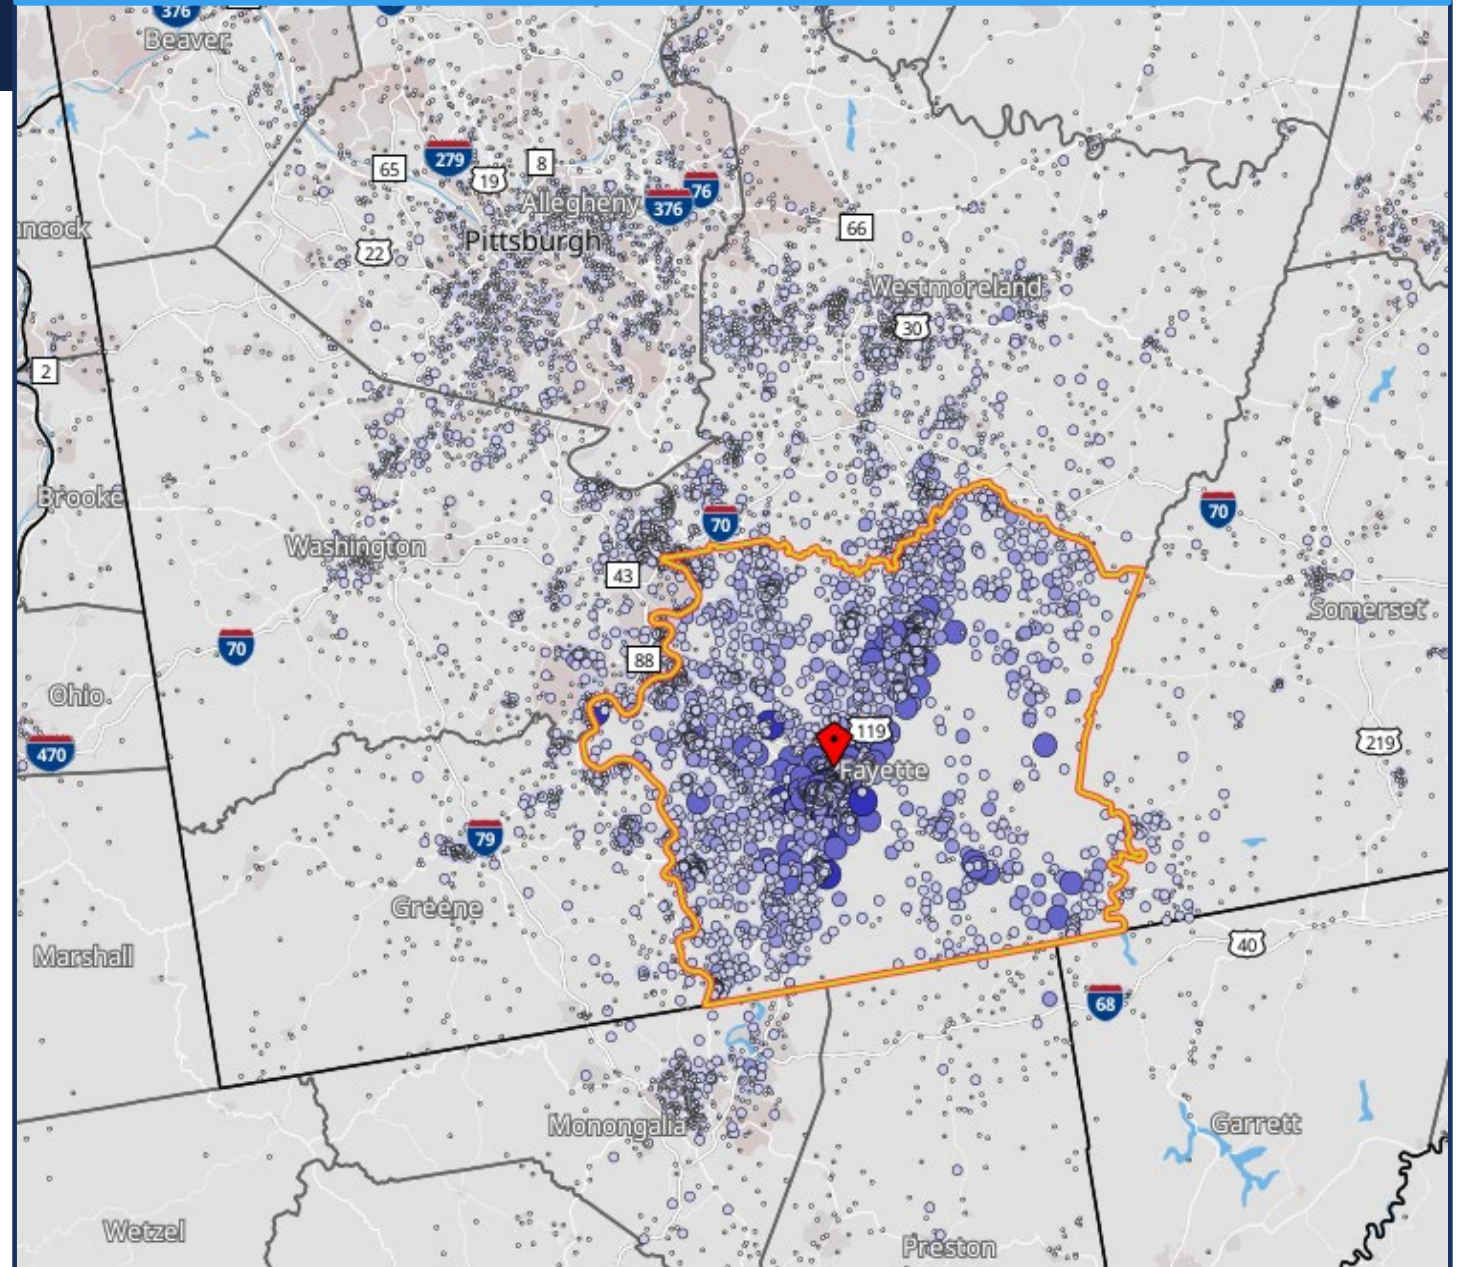 376
Beaver
279
65
8
19
76
Allegheny
376
Pittsburgh
ncock
66
22
Westmoreland
30
2
Brooke
70
70
Washington
43
Somerset
70
88
Ohio
119
219
470
Fayette
79
Greene
40
Marshall
68
Monongalia
Garrett
Wetzel
Preston